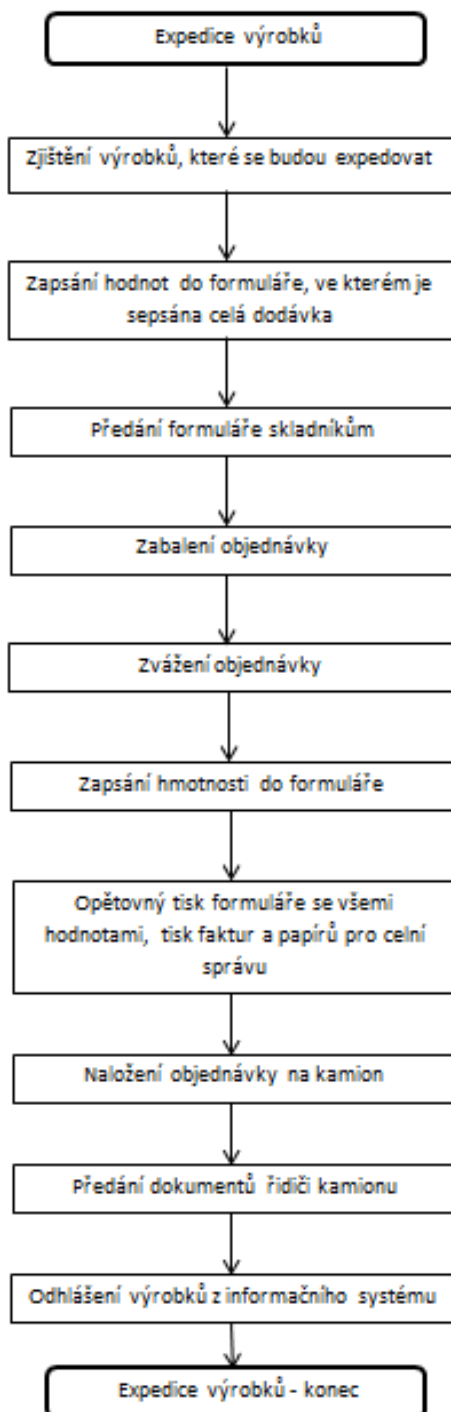 Expedice výrobků
Zjištění výrobků, které se budou expedovat
Zapsání hodnot do formuláře, ve kterém je
sepsána celá dodávka
Předání formuláře skladníkům
Zabalení objednávky
Zvážení objednávky
Zapsání hmotnosti do formuláře
Opětovný tisk formuláře se všemi
hodnotami, tisk faktur a papírů pro celní
správu
Naložení objednávky na kamion
Předání dokumentů řidiči kamionu
Odhlášení výrobků z informačního systému
Expedice výrobků - konec